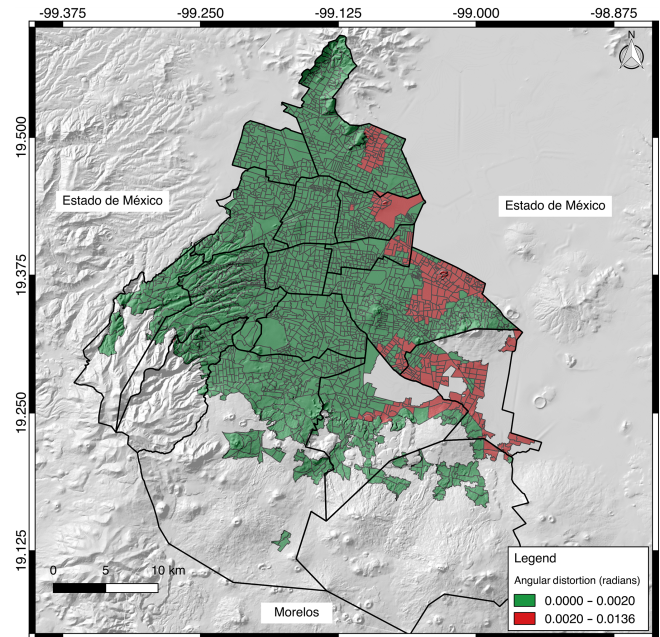 -99.375 -99.250 -99.125 -99.000 -98.875
N
19.500
Estado de México
Estado de México
19.375
19.250
19.125
0 5 10 km
Morelos
Legend
Angular distortion (radians)
0.0000 – 0.0020
0.0020 – 0.0136